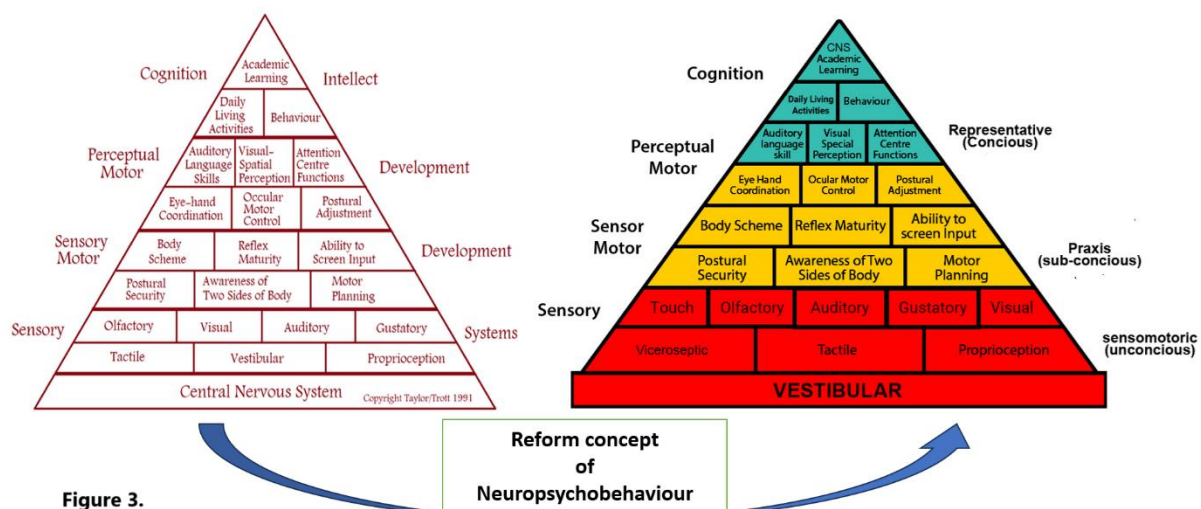 Cognition
Intellect
Academic
Learning
Daily
Living
Activities
Behaviour
Perceptual
Motor
Development
Auditory
Language
Skills
Visual-
Spatial
Perception
Attention
Centre
Functions
Eye-hand
Coordination
Occular
Motor
Control
Postural
Adjustment
Sensory
Motor
Development
Body
Scheme
Reflex
Maturity
Ability to
Screen Input
Postural
Security
Awareness of
Two Sides of Body
Motor
Planning
Sensory
Systems
Olfactory
Visual
Auditory
Gustatory
Tactile
Vestibular
Proprioception
Central Nervous System
Copyright Taylor/Trott 1991
Cognition
CNS
Academic
Learning
Daily Living
Activities
Behaviour
Perceptual
Motor
Representative
(Concious)
Auditory
language
skill
Visual
Special
Perception
Attention
Centre
Functions
Eye Hand
Coordination
Ocular Motor
Control
Postural
Adjustment
Sensor
Motor
Praxis
(sub-concious)
Body Scheme
Reflex Maturity
Ability to
screen Input
Postural
Security
Awareness of Two
Sides of Body
Motor
Planning
Sensory
sensomotoric
(unconcious)
Touch
Olfactory
Auditory
Gustatory
Visual
Viceroseptic
Tactile
Proprioception
VESTIBULAR
Reform concept
of
Neuropsychobehaviour
Figure 3.